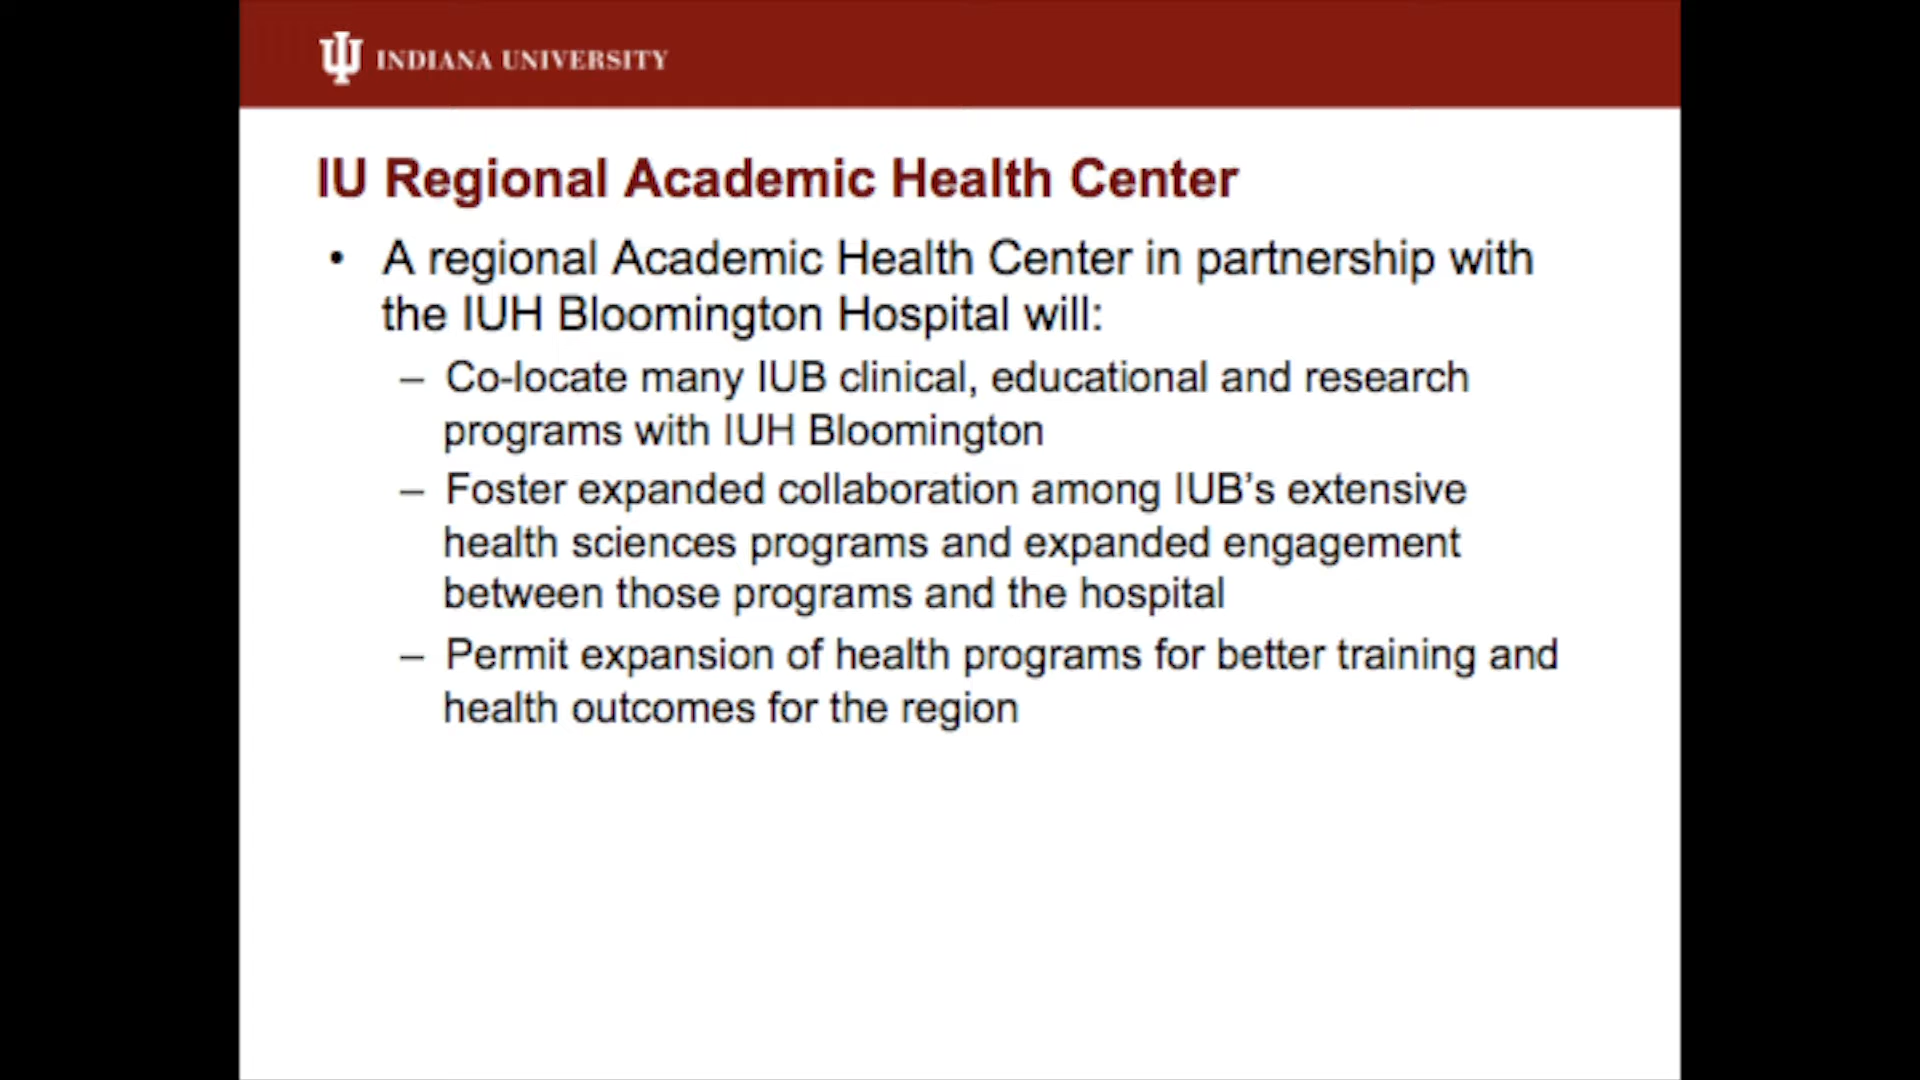 INDIANA UNIVERSITY
IU Regional Academic Health Center
• A regional Academic Health Center in partnership with
the IUH Bloomington Hospital will:
– Co-locate many IUB clinical, educational and research
programs with IUH Bloomington
– Foster expanded collaboration among IUB’s extensive
health sciences programs and expanded engagement
between those programs and the hospital
– Permit expansion of health programs for better training and
health outcomes for the region